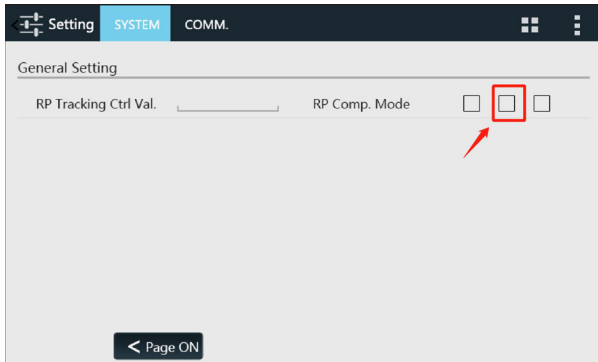 Setting SYSTEM COMM.
General Setting
RP Tracking Ctrl Val. RP Comp. Mode
< Page ON